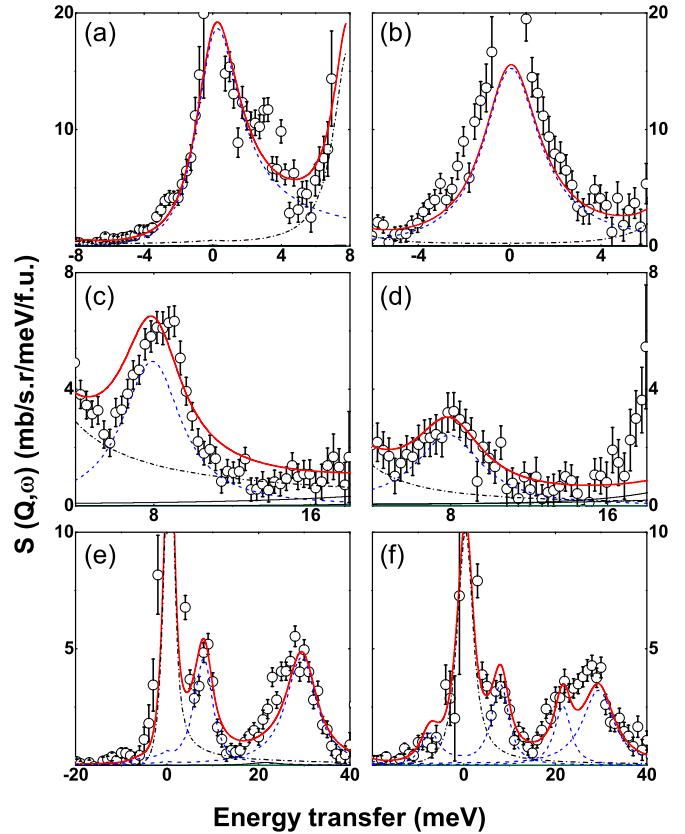 (a) (b)
20 20
10 10
0 0
-8 -4 0 4 8 -4 0 4
(c) (d)
8 8
4 4
0 0
8 16 8 16
(e) (f)
10 10
5 5
-20 0 20 40 0 20 40
S (Q,ω) (mb/s.r/meV/f.u.)
Energy transfer (meV)